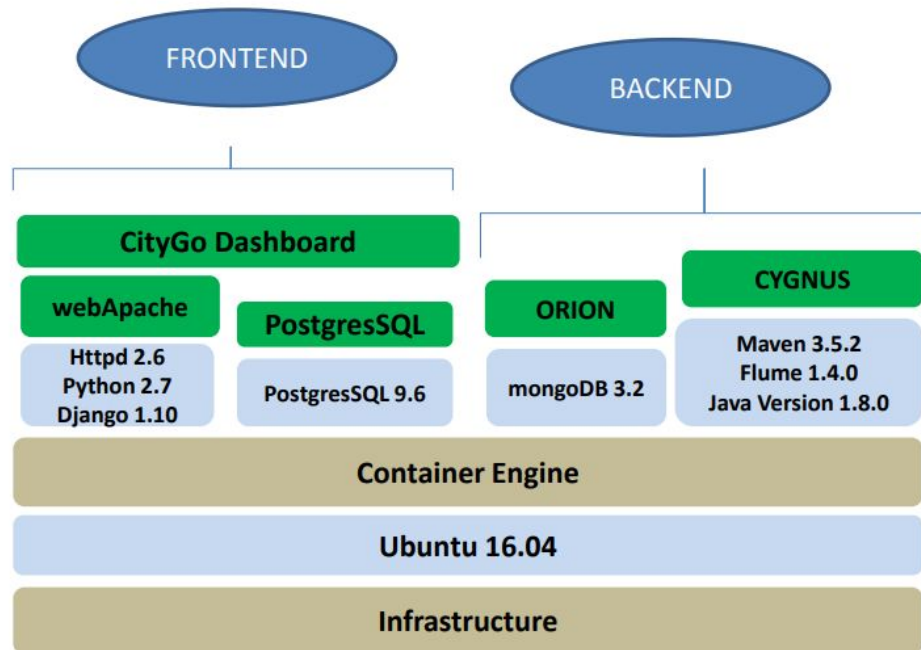 FRONTEND
BACKEND
CityGo Dashboard
webApache
PostgresSQL
ORION
CYGNUS
Httpd 2.6
Python 2.7
Django 1.10
PostgresSQL 9.6
mongoDB 3.2
Maven 3.5.2
Flume 1.4.0
Java Version 1.8.0
Container Engine
Ubuntu 16.04
Infrastructure